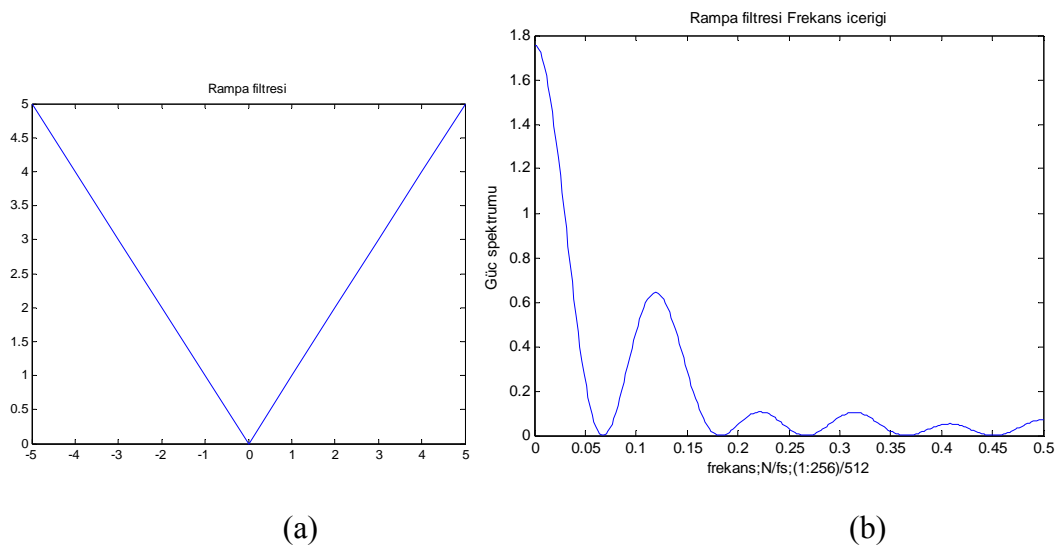 Rampa filtresi
5
4.5
4
3.5
3
2.5
2
1.5
1
0.5
0
-5 -4 -3 -2 -1 0 1 2 3 4 5
(a)
Rampa filtresi Frekans icerigi
Güc spektrumu
1.8
1.6
1.4
1.2
1
0.8
0.6
0.4
0.2
0
0 0.05 0.1 0.15 0.2 0.25 0.3 0.35 0.4 0.45 0.5
frekans;N/fs;(1:256)/512
(b)